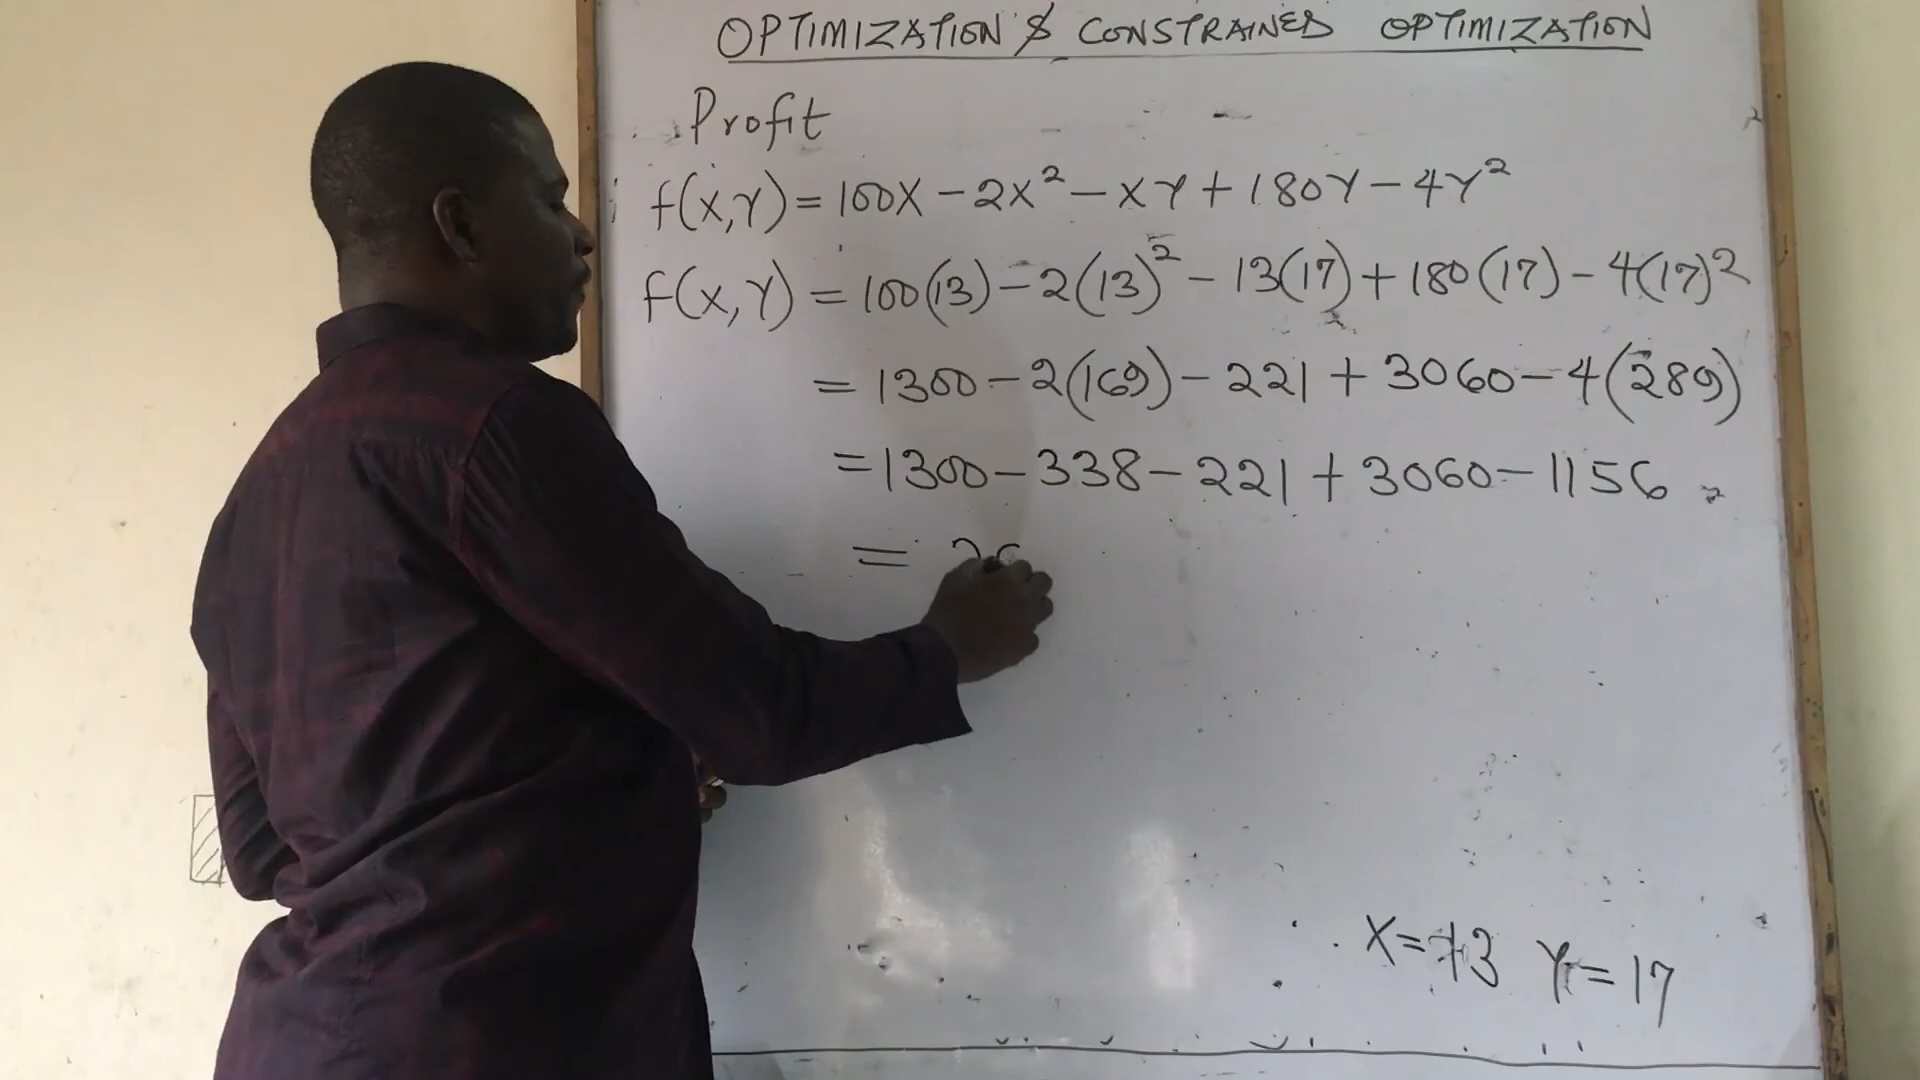 OPTIMIZATION & CONSTRAINED OPTIMIZATION
Profit
f(x,Y) = 100X - 2X² - XY + 180Y - 4Y²
f(x,Y) = 100(13) - 2(13)² - 13(17) + 180(17) - 4(17)²
= 1300 - 2(169) - 221 + 3060 - 4(289)
= 1300 - 338 - 221 + 3060 - 1156
=
X = 13 Y = 17